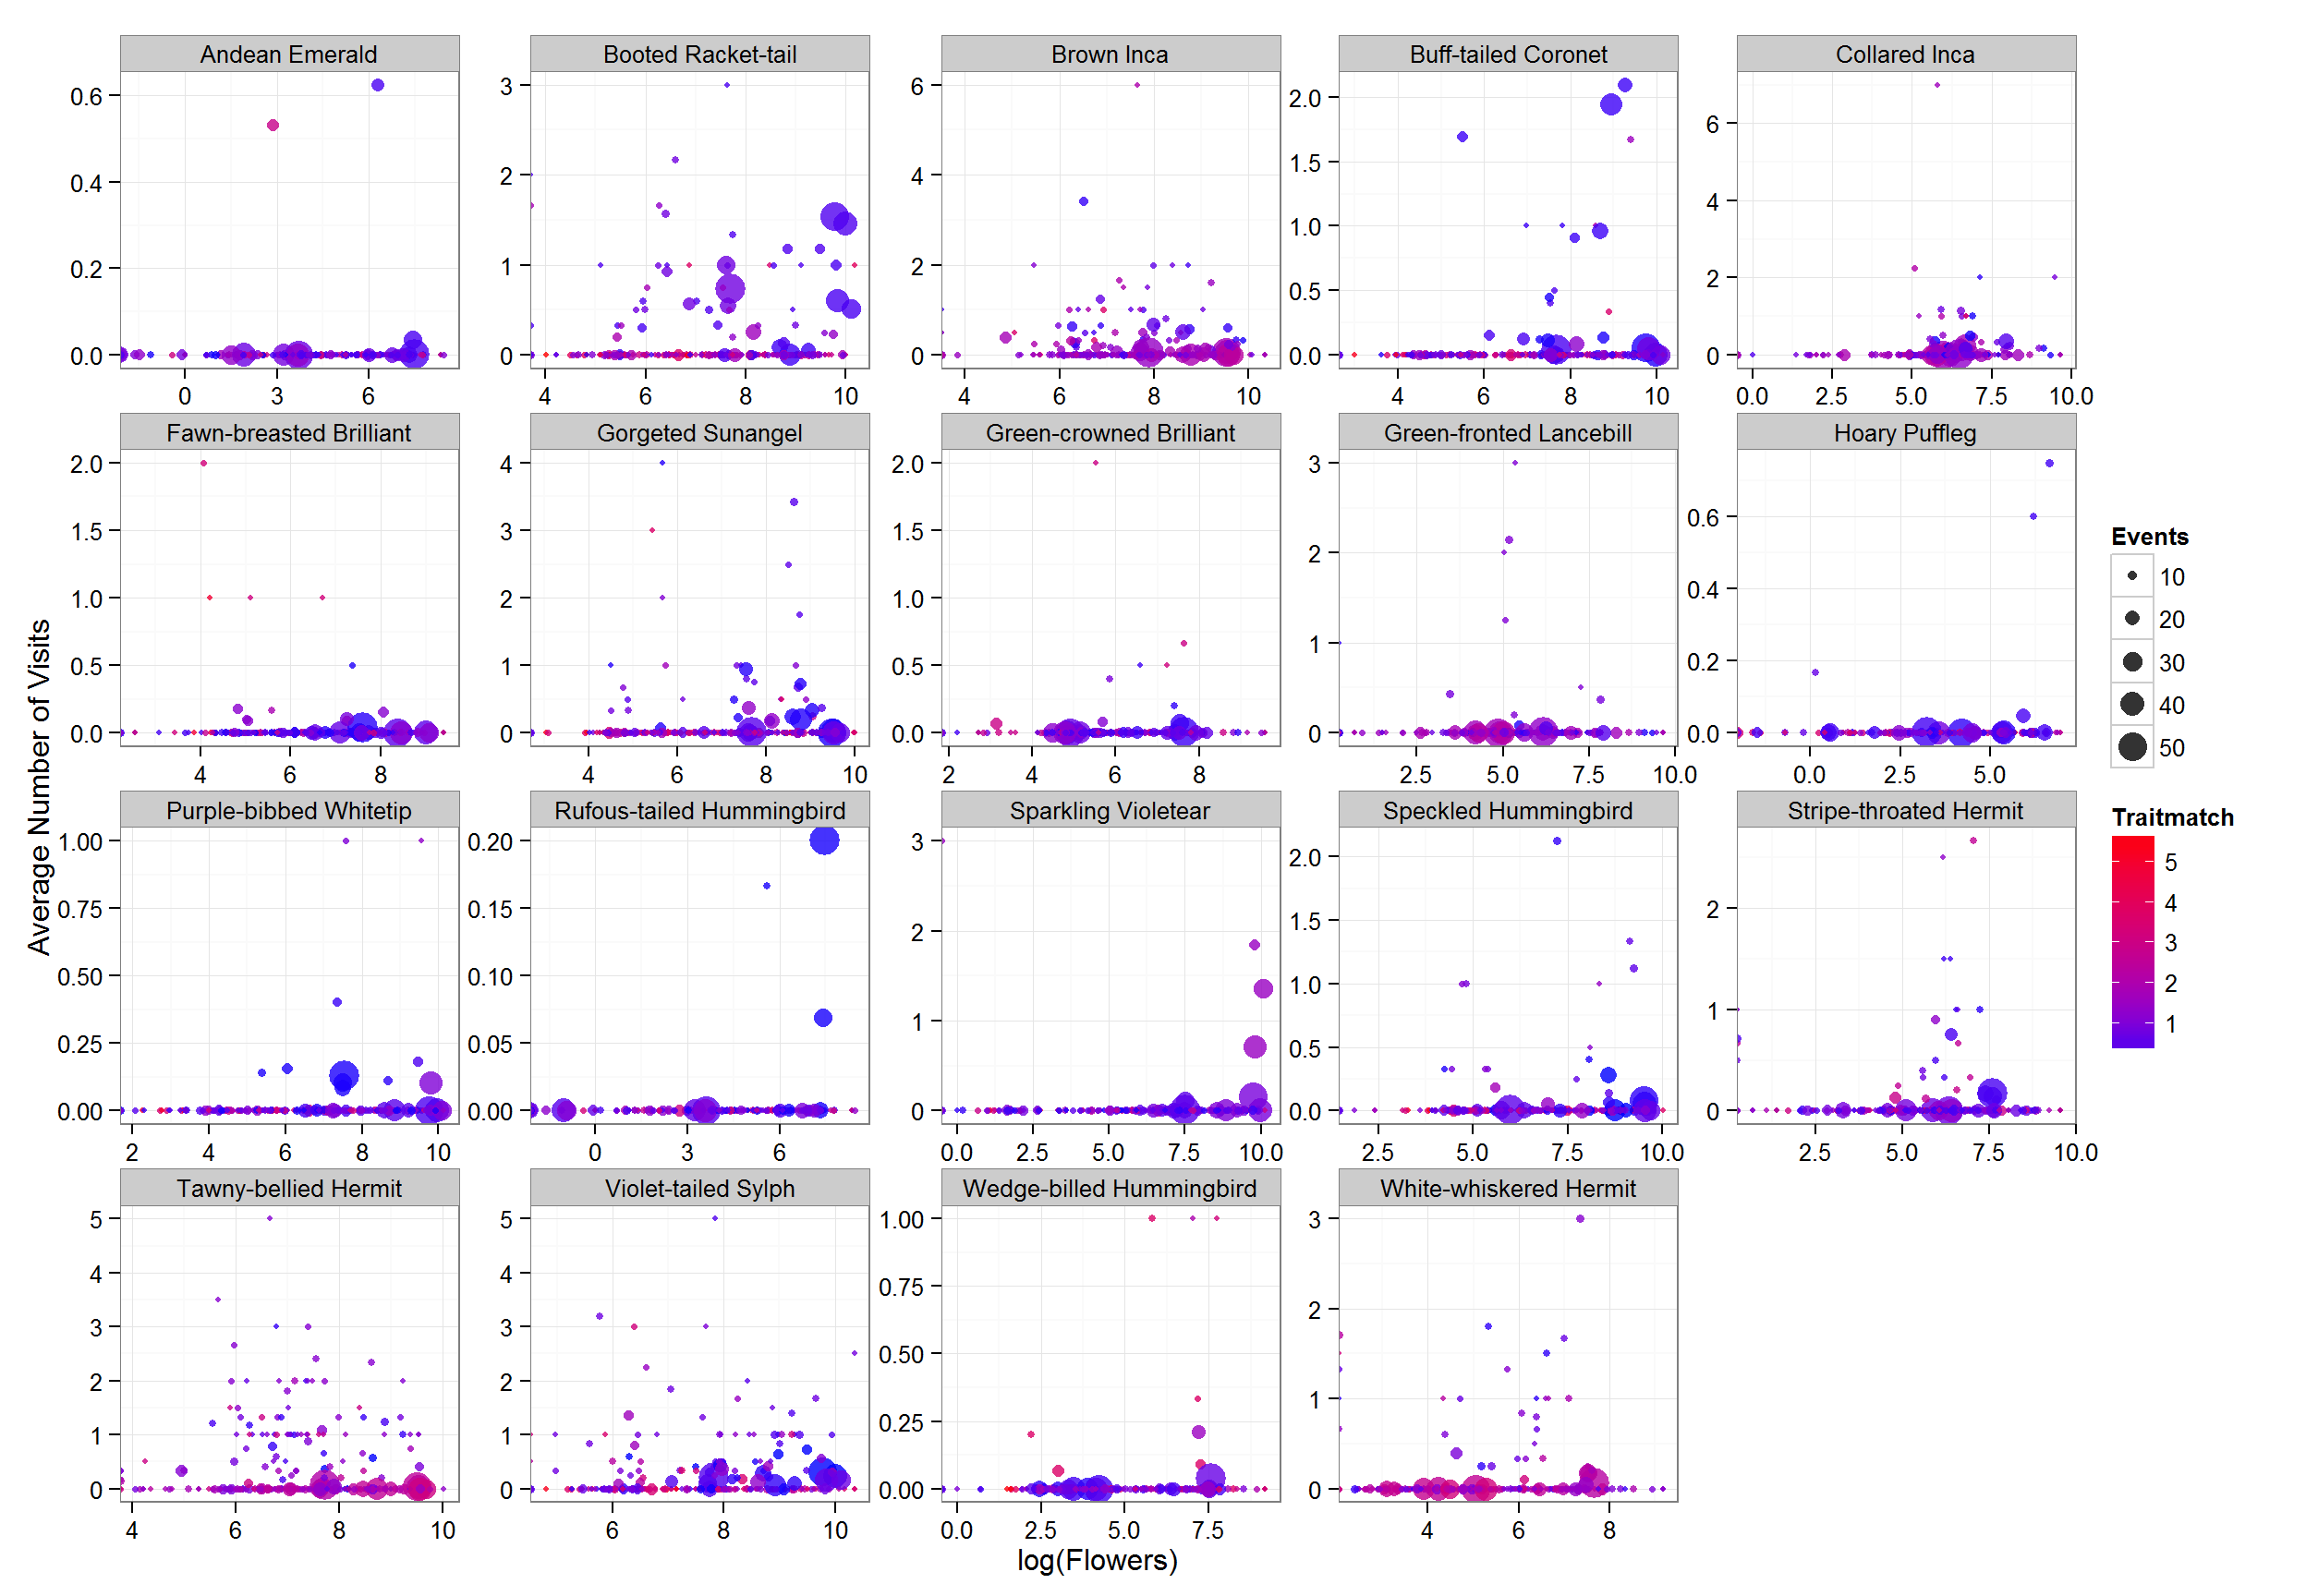 Andean Emerald
Booted Racket-tail
Brown Inca
Buff-tailed Coronet
Collared Inca
0.6
0.4
0.2
0.0
0 3 6
3
2
1
0
4 6 8 10
6
4
2
0
4 6 8 10
2.0
1.5
1.0
0.5
0.0
4 6 8 10
6
4
2
0
0.0 2.5 5.0 7.5 10.0
Fawn-breasted Brilliant
Gorgeted Sunangel
Green-crowned Brilliant
Green-fronted Lancebill
Hoary Puffleg
2.0
1.5
1.0
0.5
0.0
4 6 8
4
3
2
1
0
4 6 8 10
2.0
1.5
1.0
0.5
0.0
2 4 6 8
3
2
1
0
2.5 5.0 7.5 10.0
0.6
0.4
0.2
0.0
0.0 2.5 5.0
Purple-bibbed Whitetip
Rufous-tailed Hummingbird
Sparkling Violetear
Speckled Hummingbird
Stripe-throated Hermit
1.00
0.75
0.50
0.25
0.00
2 4 6 8 10
0.20
0.15
0.10
0.05
0.00
0 3 6
3
2
1
0
0.0 2.5 5.0 7.5 10.0
2.0
1.5
1.0
0.5
0.0
2.5 5.0 7.5 10.0
2
1
0
2.5 5.0 7.5 10.0
Tawny-bellied Hermit
Violet-tailed Sylph
Wedge-billed Hummingbird
White-whiskered Hermit
5
4
3
2
1
0
4 6 8 10
5
4
3
2
1
0
6 8 10
1.00
0.75
0.50
0.25
0.00
0.0 2.5 5.0 7.5
3
2
1
0
4 6 8
Average Number of Visits
log(Flowers)
Events
10
20
30
40
50
Traitmatch
5
4
3
2
1